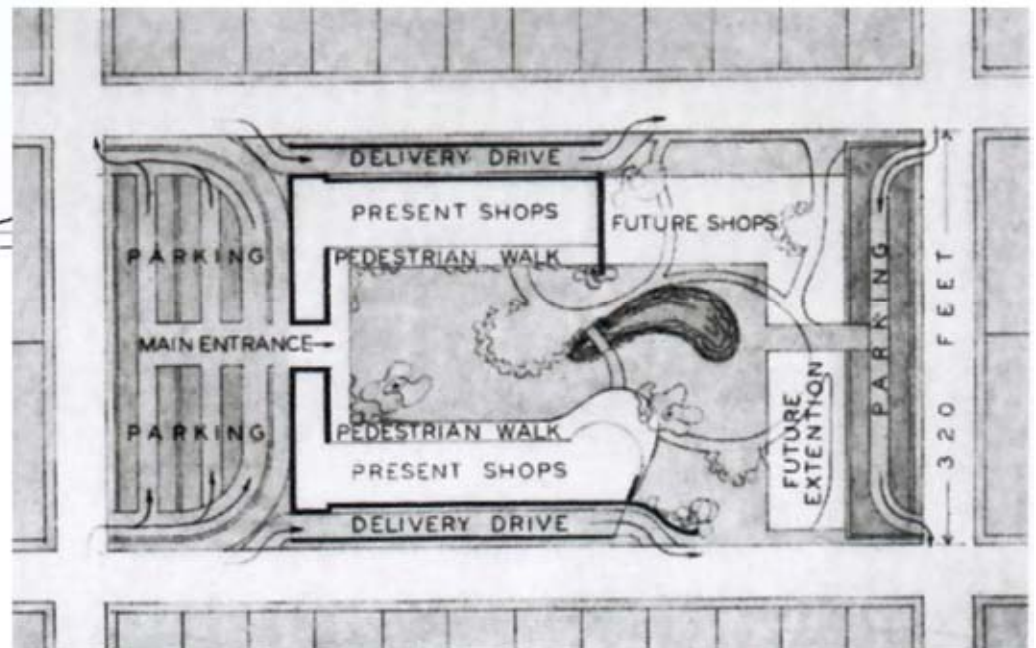 DELIVERY DRIVE
PRESENT SHOPS
FUTURE SHOPS
PEDESTRIAN WALK
PARKING
MAIN ENTRANCE
PARKING
320 FEET
PARKING
PEDESTRIAN WALK
PRESENT SHOPS
FUTURE
EXTENTION
DELIVERY DRIVE